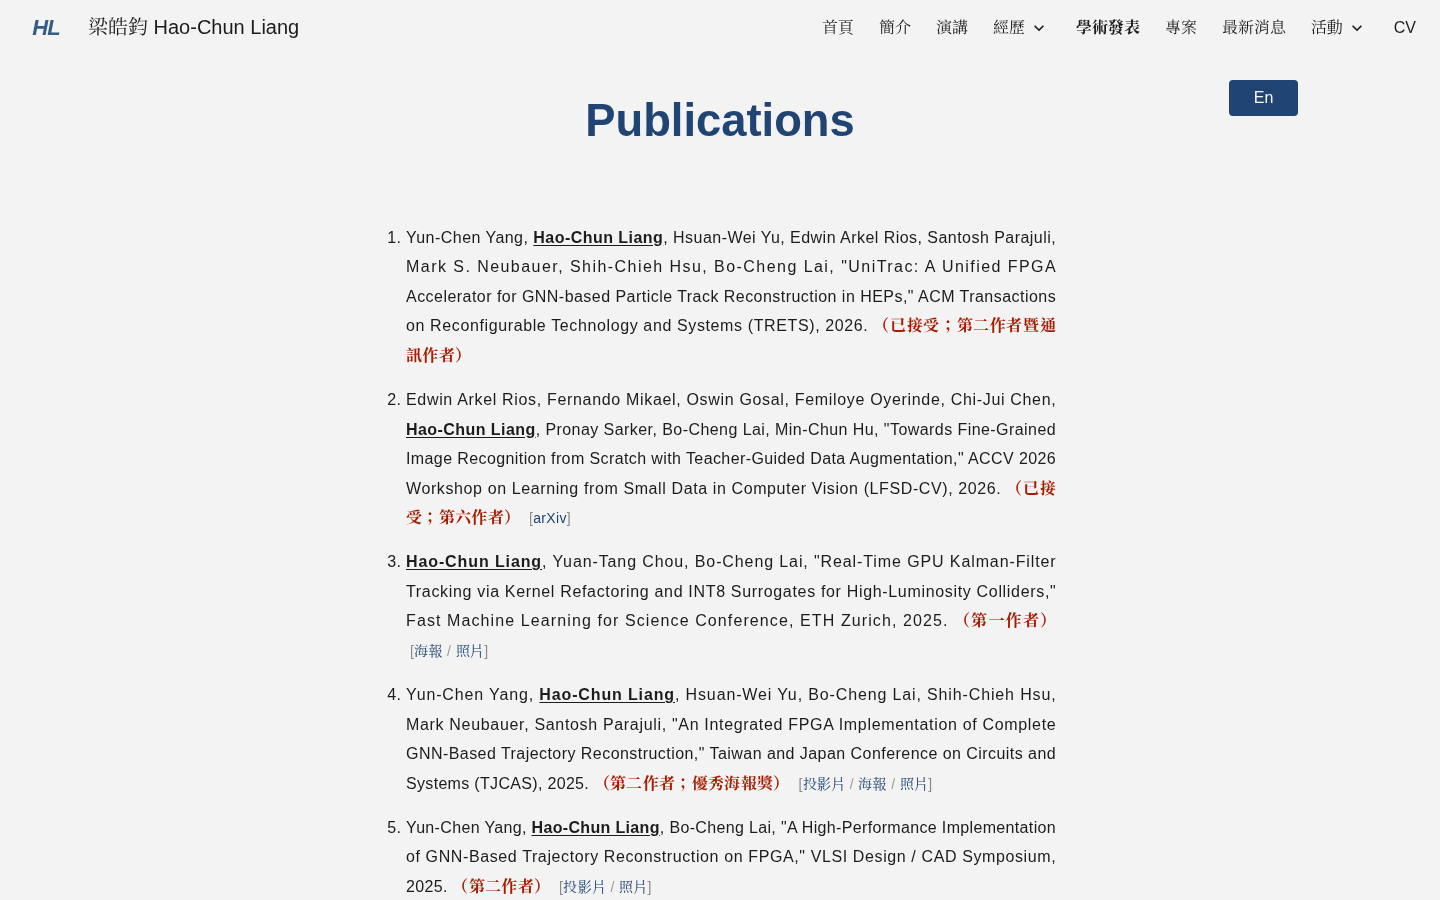 HL 梁皓鈞 Hao-Chun Liang 首頁 簡介 演講 經歷 學術發表 專案 最新消息 活動 CV
En
Publications
1. Yun-Chen Yang, Hao-Chun Liang, Hsuan-Wei Yu, Edwin Arkel Rios, Santosh Parajuli,
Mark S. Neubauer, Shih-Chieh Hsu, Bo-Cheng Lai, "UniTrac: A Unified FPGA
Accelerator for GNN-based Particle Track Reconstruction in HEPs," ACM Transactions
on Reconfigurable Technology and Systems (TRETS), 2026. （已接受；第二作者暨通
訊作者）
2. Edwin Arkel Rios, Fernando Mikael, Oswin Gosal, Femiloye Oyerinde, Chi-Jui Chen,
Hao-Chun Liang, Pronay Sarker, Bo-Cheng Lai, Min-Chun Hu, "Towards Fine-Grained
Image Recognition from Scratch with Teacher-Guided Data Augmentation," ACCV 2026
Workshop on Learning from Small Data in Computer Vision (LFSD-CV), 2026. （已接
受；第六作者） [arXiv]
3. Hao-Chun Liang, Yuan-Tang Chou, Bo-Cheng Lai, "Real-Time GPU Kalman-Filter
Tracking via Kernel Refactoring and INT8 Surrogates for High-Luminosity Colliders,"
Fast Machine Learning for Science Conference, ETH Zurich, 2025. （第一作者）
[海報 / 照片]
4. Yun-Chen Yang, Hao-Chun Liang, Hsuan-Wei Yu, Bo-Cheng Lai, Shih-Chieh Hsu,
Mark Neubauer, Santosh Parajuli, "An Integrated FPGA Implementation of Complete
GNN-Based Trajectory Reconstruction," Taiwan and Japan Conference on Circuits and
Systems (TJCAS), 2025. （第二作者；優秀海報獎） [投影片 / 海報 / 照片]
5. Yun-Chen Yang, Hao-Chun Liang, Bo-Cheng Lai, "A High-Performance Implementation
of GNN-Based Trajectory Reconstruction on FPGA," VLSI Design / CAD Symposium,
2025. （第二作者） [投影片 / 照片]